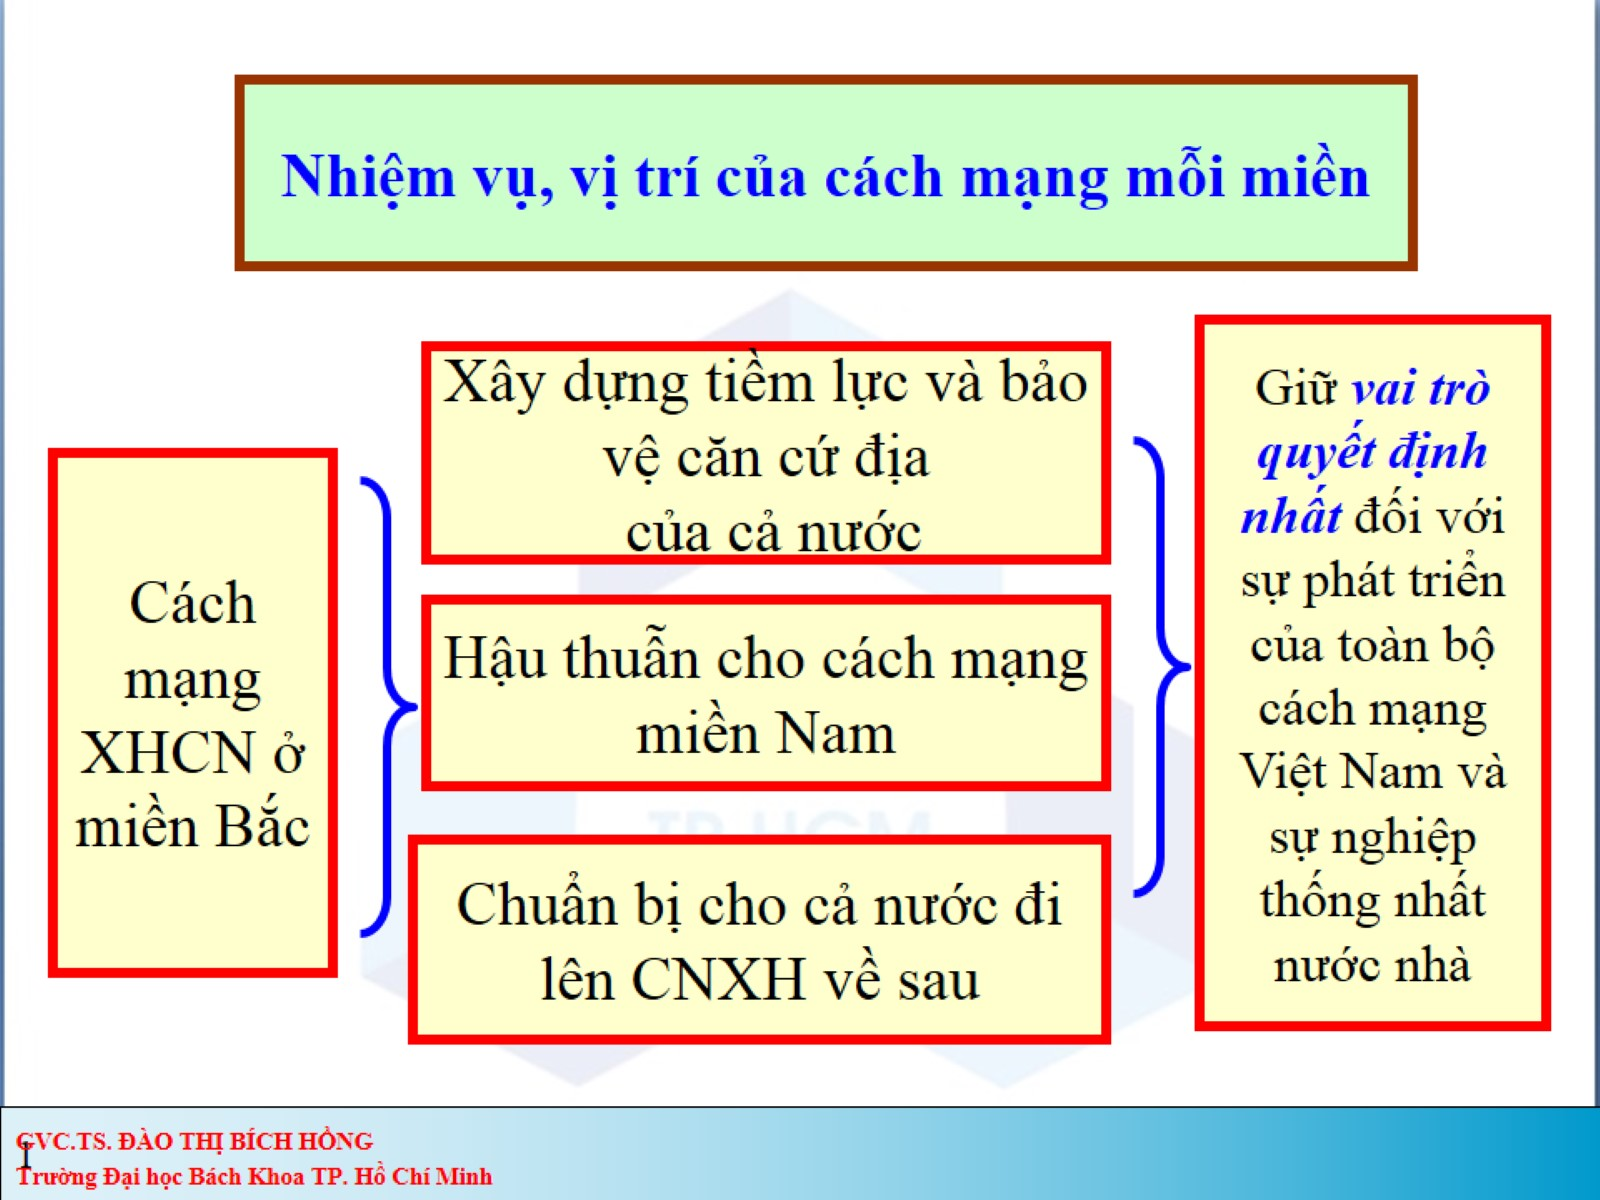 Nhiệm vụ, vị trí của cách mạng mỗi miền
Cách
mạng
XHCN ở
miền Bắc
Xây dựng tiềm lực và bảo
vệ căn cứ địa
của cả nước
Hậu thuẫn cho cách mạng
miền Nam
Chuẩn bị cho cả nước đi
lên CNXH về sau
Giữ vai trò
quyết định
nhất đối với
sự phát triển
của toàn bộ
cách mạng
Việt Nam và
sự nghiệp
thống nhất
nước nhà
TP.HCM
GVC.TS. ĐÀO THỊ BÍCH HỒNG
1
Trường Đại học Bách Khoa TP. Hồ Chí Minh